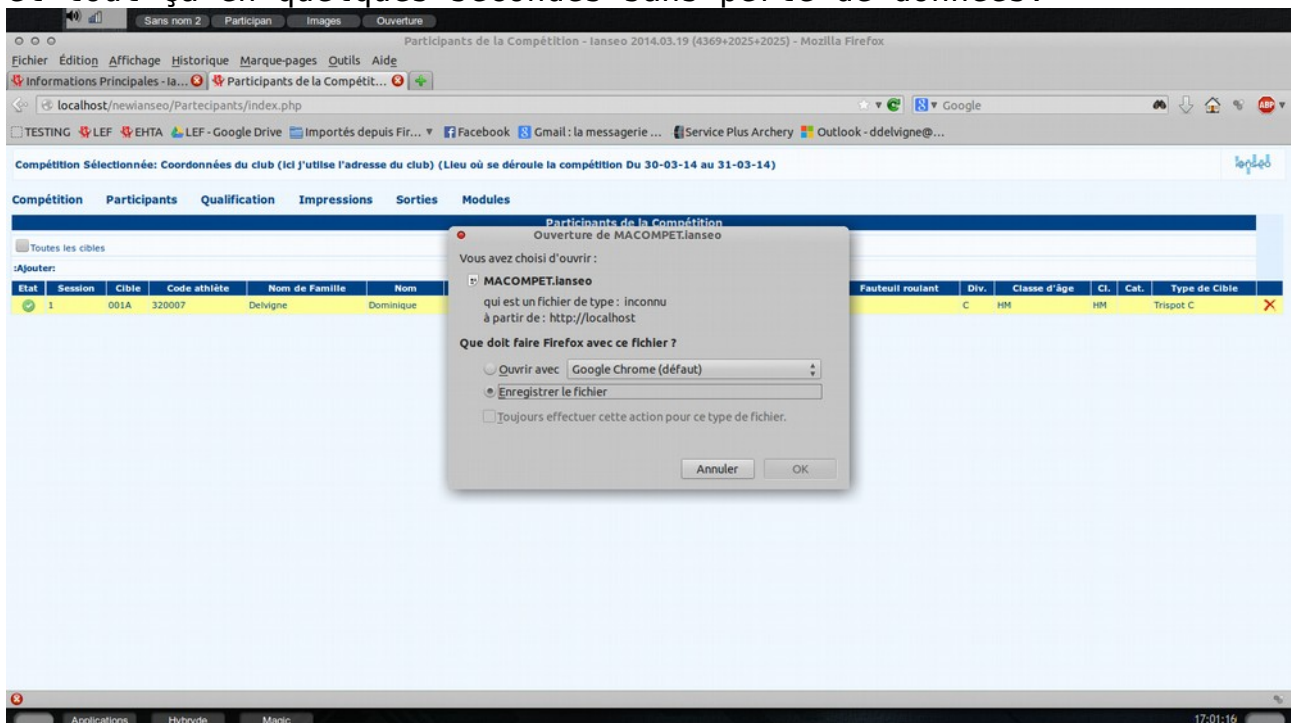 et tout ça en quelques secondes sans perte de données.
Sans nom 2 Participan Images Ouverture
Participants de la Compétition - Ianseo 2014.03.19 (4369+2025+2025) - Mozilla Firefox
Fichier Édition Affichage Historique Marque-pages Outils Aide
Informations Principales - Ia... Participants de la Compétit...
localhost/newianseo/Partecipants/index.php Google
TESTING LEF EHTA LEF - Google Drive Importés depuis Fir... Facebook Gmail : la messagerie ... Service Plus Archery Outlook - ddelvigne@...
Compétition Sélectionnée: Coordonnées du club (ici j'utilse l'adresse du club) (Lieu où se déroule la compétition Du 30-03-14 au 31-03-14)
ianseo
Compétition Participants Qualification Impressions Sorties Modules
Participants de la Compétition
Toutes les cibles
:Ajouter:
Etat Session Cible Code athlète Nom de Famille Nom Fauteuil roulant Div. Classe d'âge Cl. Cat. Type de Cible
1 001A 320007 Delvigne Dominique C HM HM Trispot C
Ouverture de MACOMPET.ianseo
Vous avez choisi d'ouvrir :
MACOMPET.ianseo
qui est un fichier de type : inconnu
à partir de : http://localhost
Que doit faire Firefox avec ce fichier ?
Ouvrir avec Google Chrome (défaut)
Enregistrer le fichier
Toujours effectuer cette action pour ce type de fichier.
Annuler OK
Applications Hybryde Magic 17:01:16